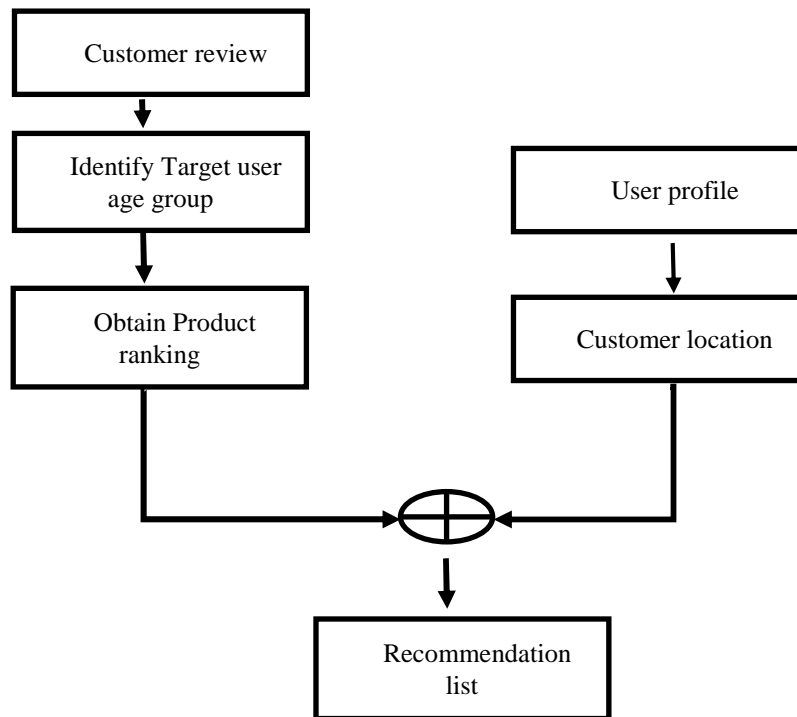 Customer review
Identify Target user
age group
User profile
Obtain Product
ranking
Customer location
Recommendation
list